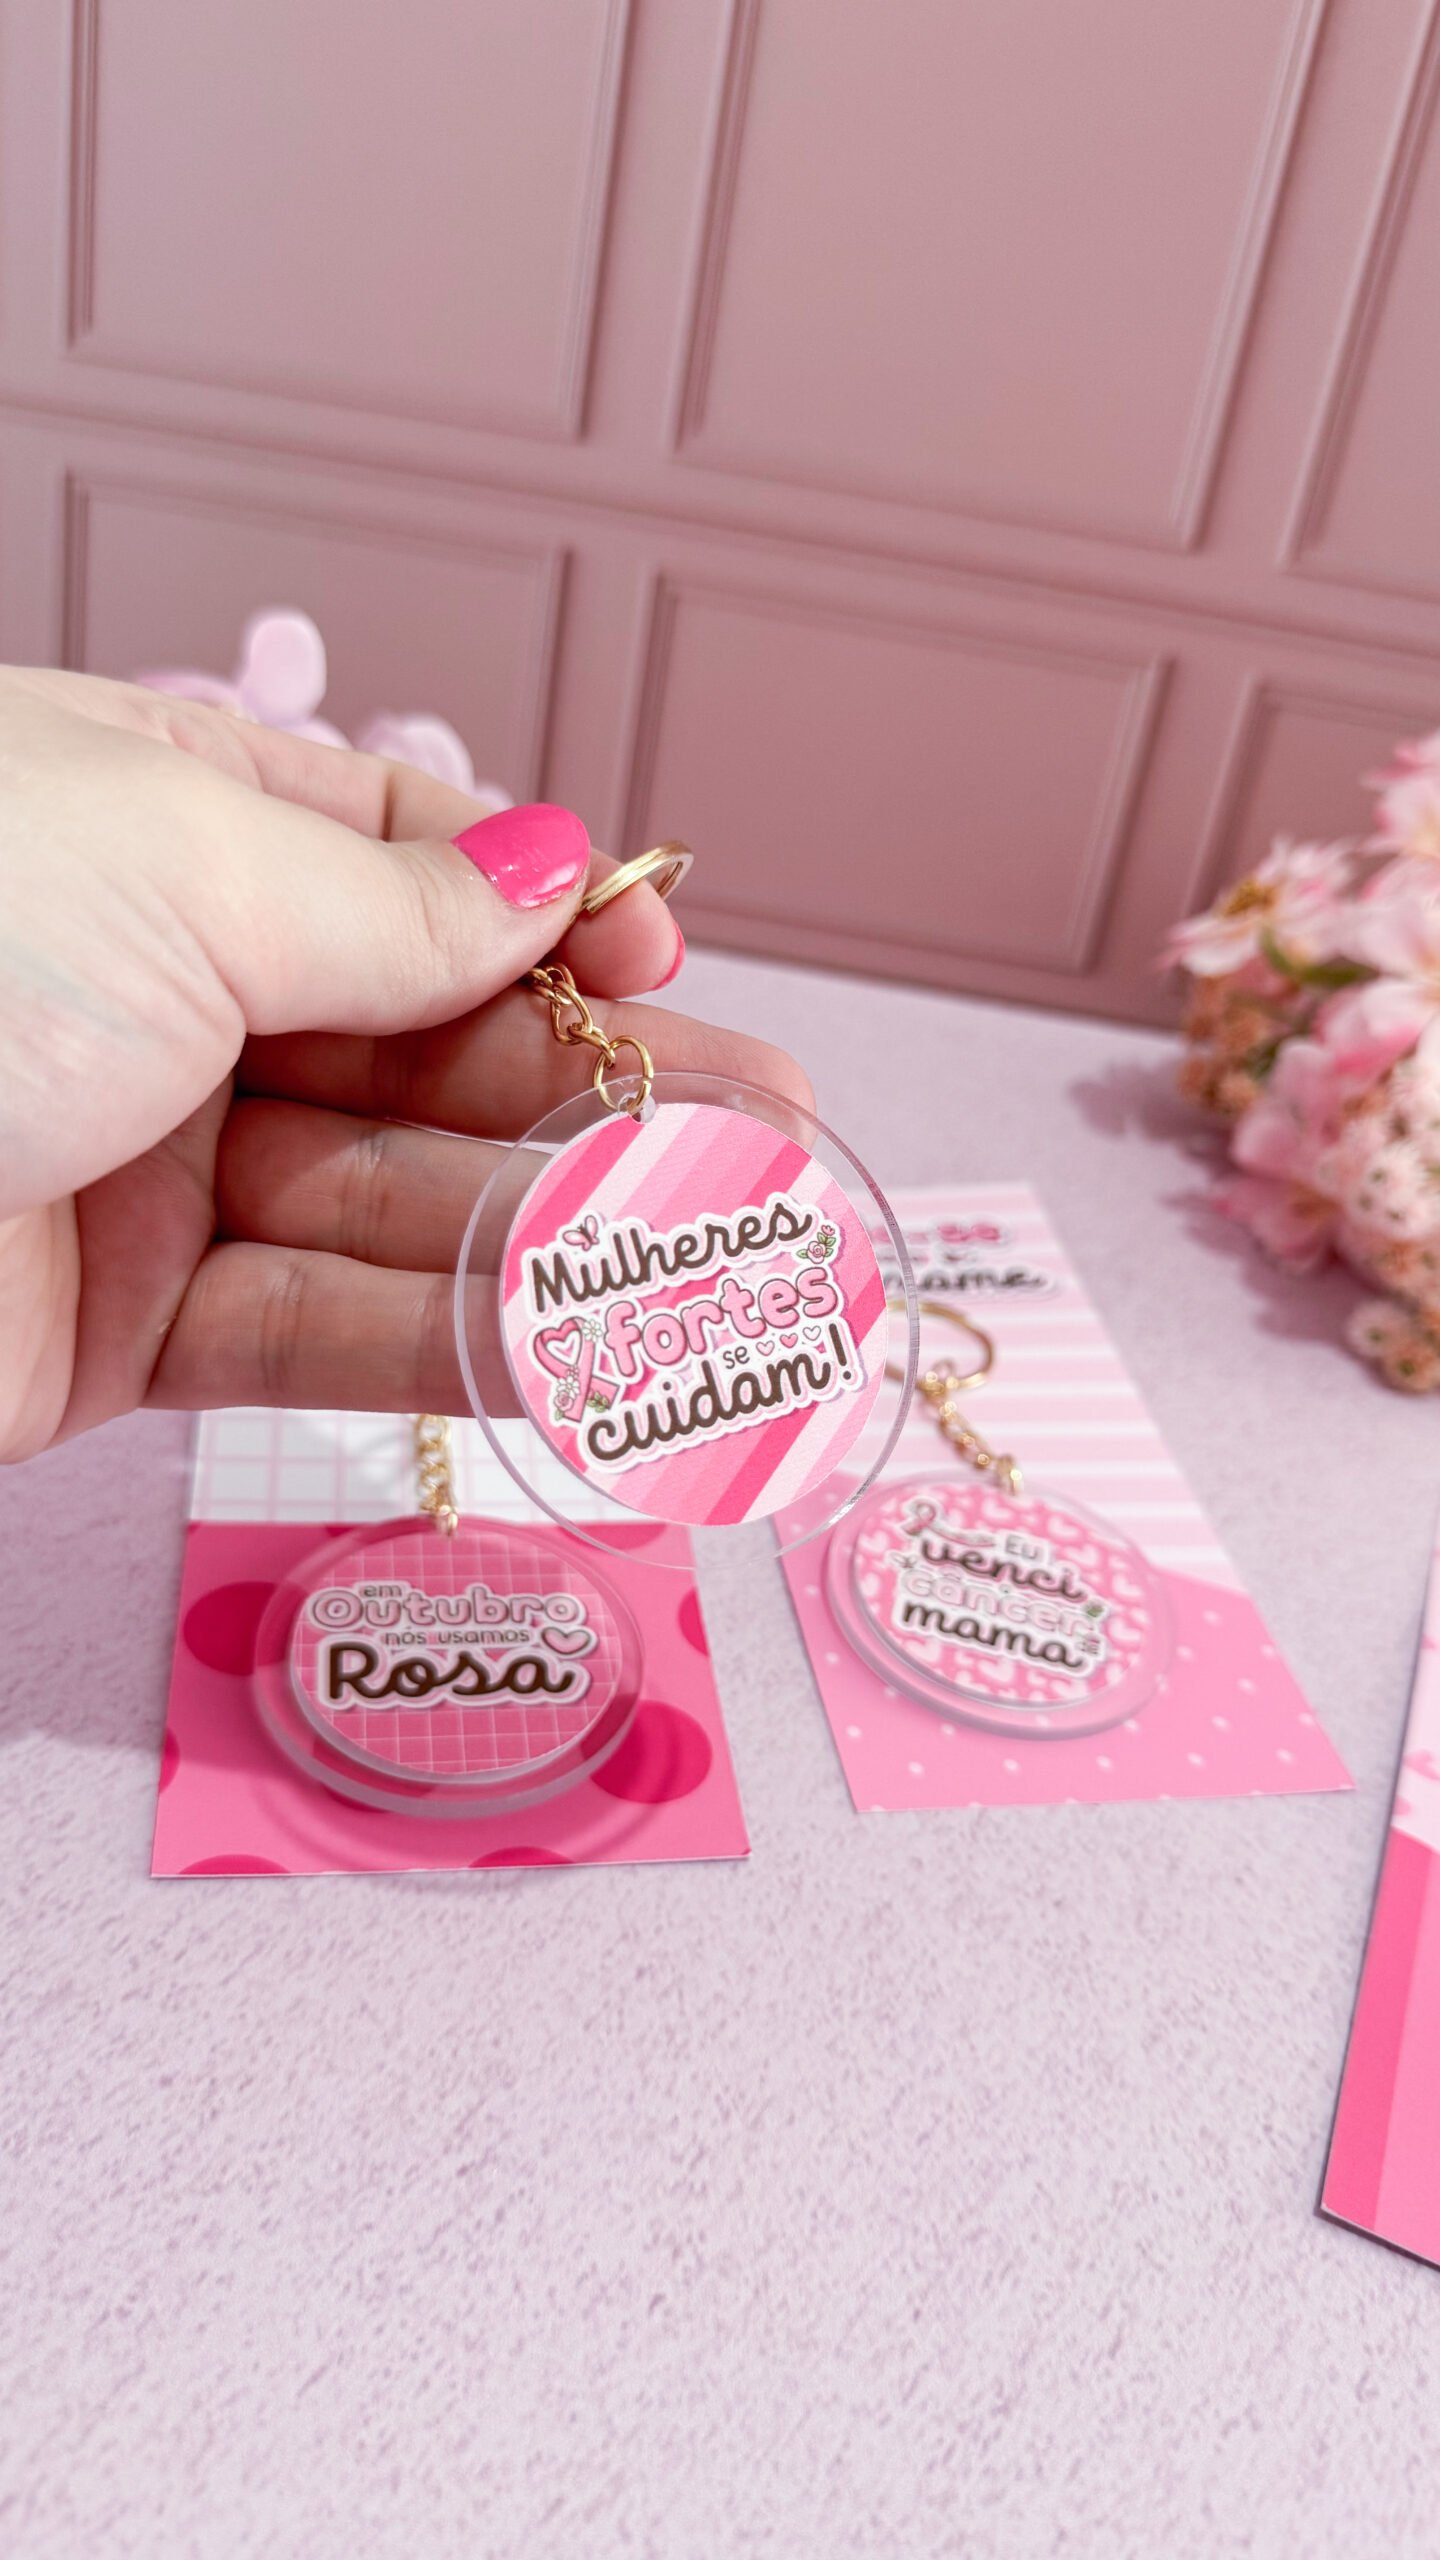 Mulheres
fortes
se
cuidam!
em
Outubro
nós usamos
Rosa
Eu
venci
câncer
mama